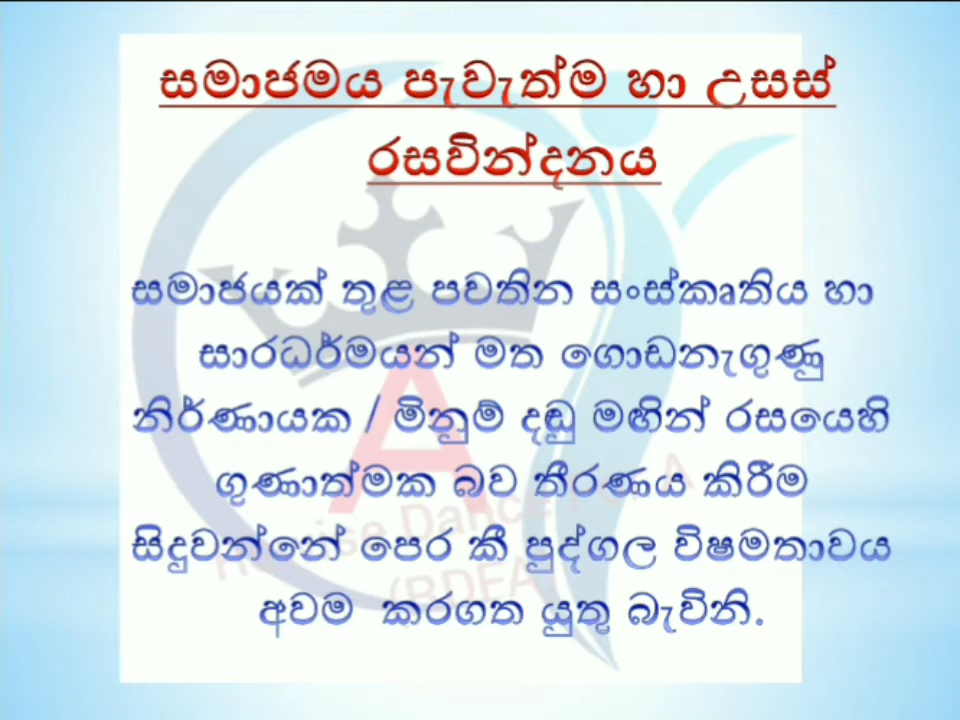 සමාජමය පැවැත්ම හා උසස්
රසවින්දනය
සමාජයක් තුළ පවතින සංස්කෘතිය හා
සාරධර්මයන් මත ගොඩනැගුණු
නිර්ණායක / මිනුම් දඬු මඟින් රසයෙහි
ගුණාත්මක බව තීරණය කිරීම
සිදුවන්නේ පෙර කී පුද්ගල විෂමතාවය
අවම කරගත යුතු බැවිනි.